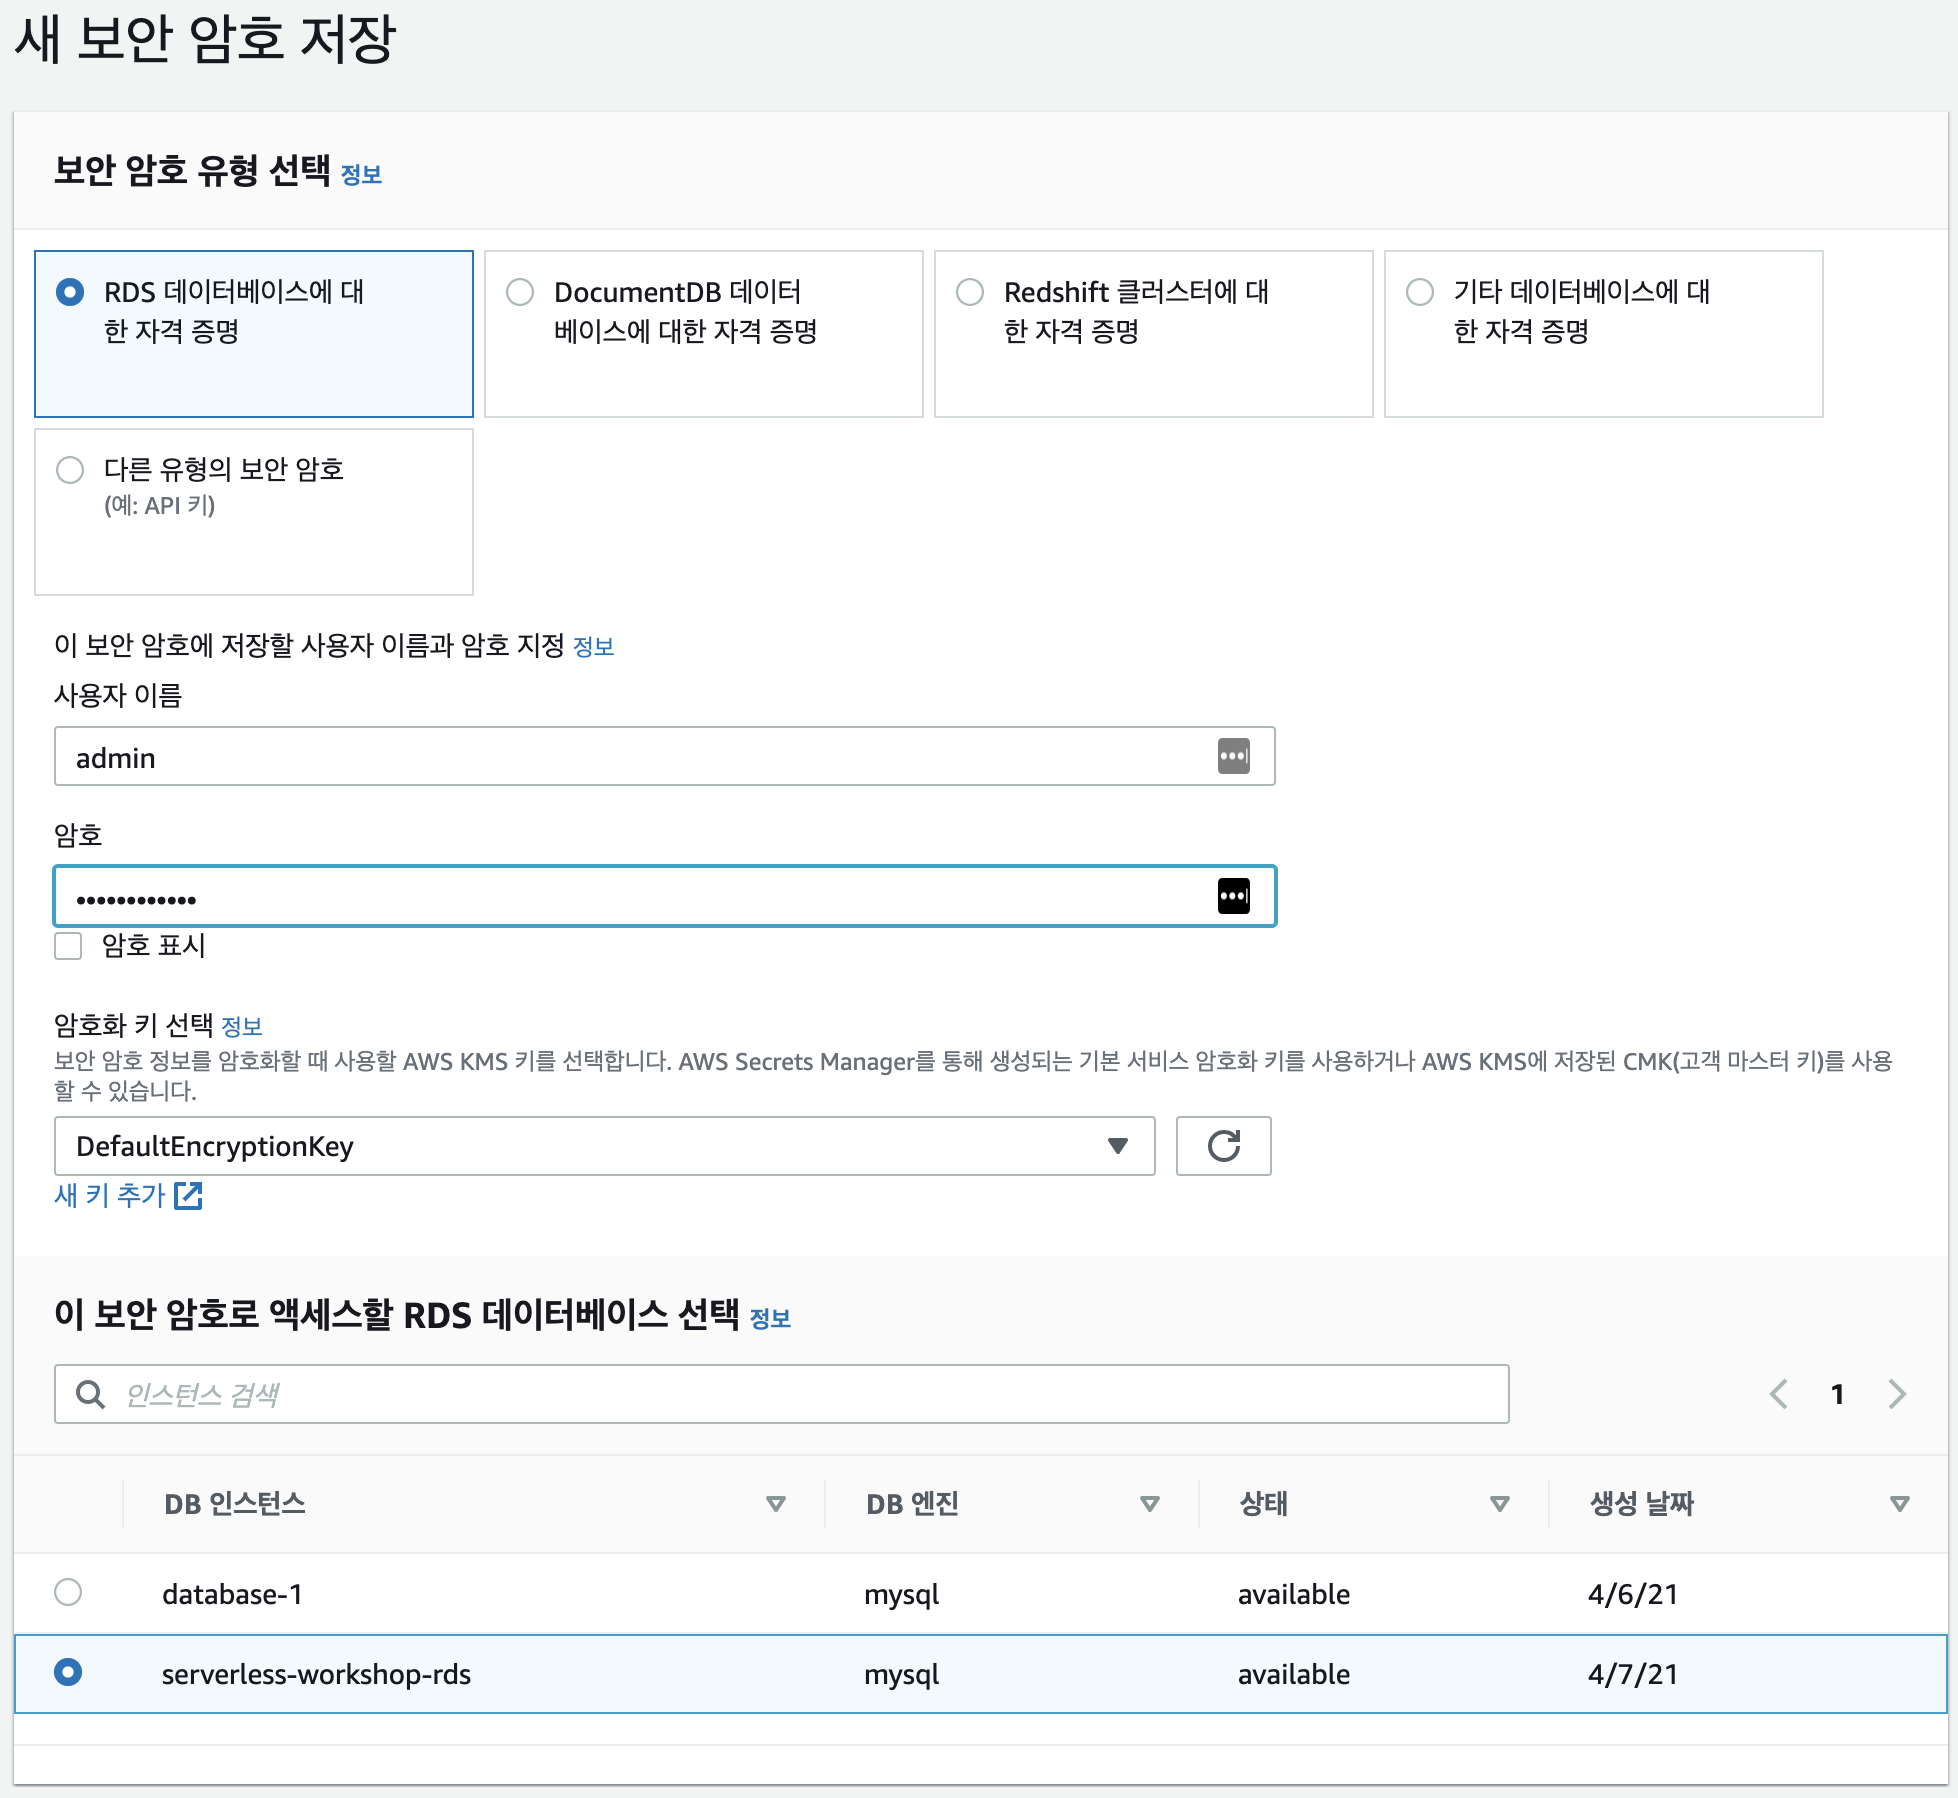 새 보안 암호 저장
보안 암호 유형 선택 정보
RDS 데이터베이스에 대
한 자격 증명
DocumentDB 데이터
베이스에 대한 자격 증명
Redshift 클러스터에 대
한 자격 증명
기타 데이터베이스에 대
한 자격 증명
다른 유형의 보안 암호
(예: API 키)
이 보안 암호에 저장할 사용자 이름과 암호 지정 정보
사용자 이름
admin
암호
••••••••••••
암호 표시
암호화 키 선택 정보
보안 암호 정보를 암호화할 때 사용할 AWS KMS 키를 선택합니다. AWS Secrets Manager를 통해 생성되는 기본 서비스 암호화 키를 사용하거나 AWS KMS에 저장된 CMK(고객 마스터 키)를 사용
할 수 있습니다.
DefaultEncryptionKey
새 키 추가
이 보안 암호로 액세스할 RDS 데이터베이스 선택 정보
인스턴스 검색
1
DB 인스턴스 DB 엔진 상태 생성 날짜
database-1 mysql available 4/6/21
serverless-workshop-rds mysql available 4/7/21